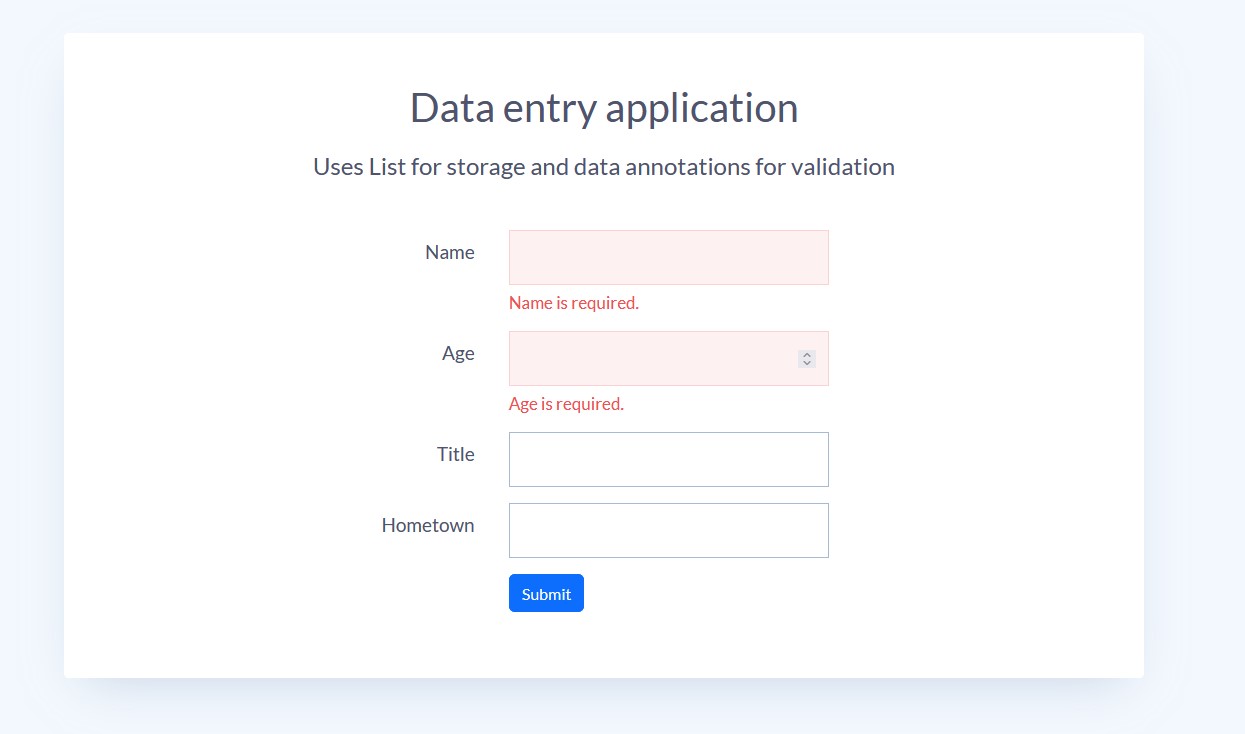 Data entry application
Uses List for storage and data annotations for validation
Name
Name is required.
Age
Age is required.
Title
Hometown
Submit